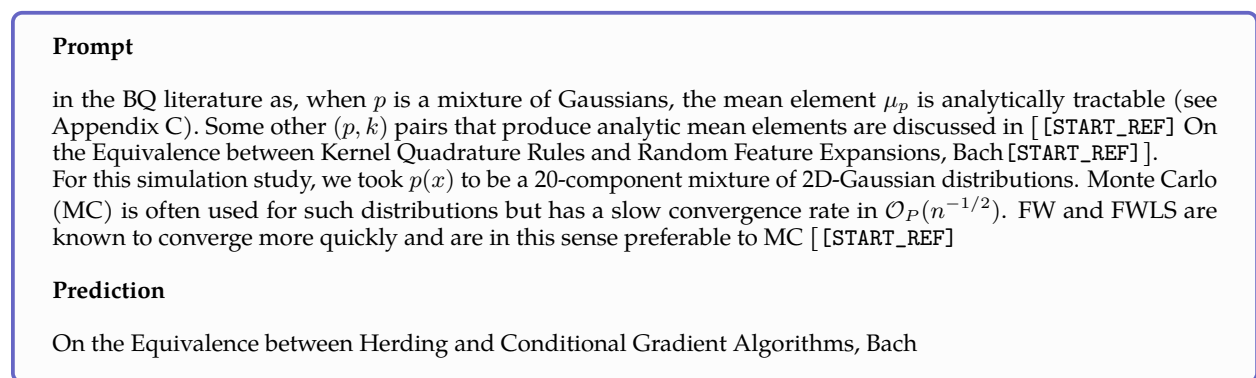 Prompt
in the BQ literature as, when p is a mixture of Gaussians, the mean element μ_p is analytically tractable (see
Appendix C). Some other (p, k) pairs that produce analytic mean elements are discussed in [ [START_REF] On
the Equivalence between Kernel Quadrature Rules and Random Feature Expansions, Bach[START_REF] ].
For this simulation study, we took p(x) to be a 20-component mixture of 2D-Gaussian distributions. Monte Carlo
(MC) is often used for such distributions but has a slow convergence rate in 𝒪_P(n^{-1/2}). FW and FWLS are
known to converge more quickly and are in this sense preferable to MC [ [START_REF]
Prediction
On the Equivalence between Herding and Conditional Gradient Algorithms, Bach